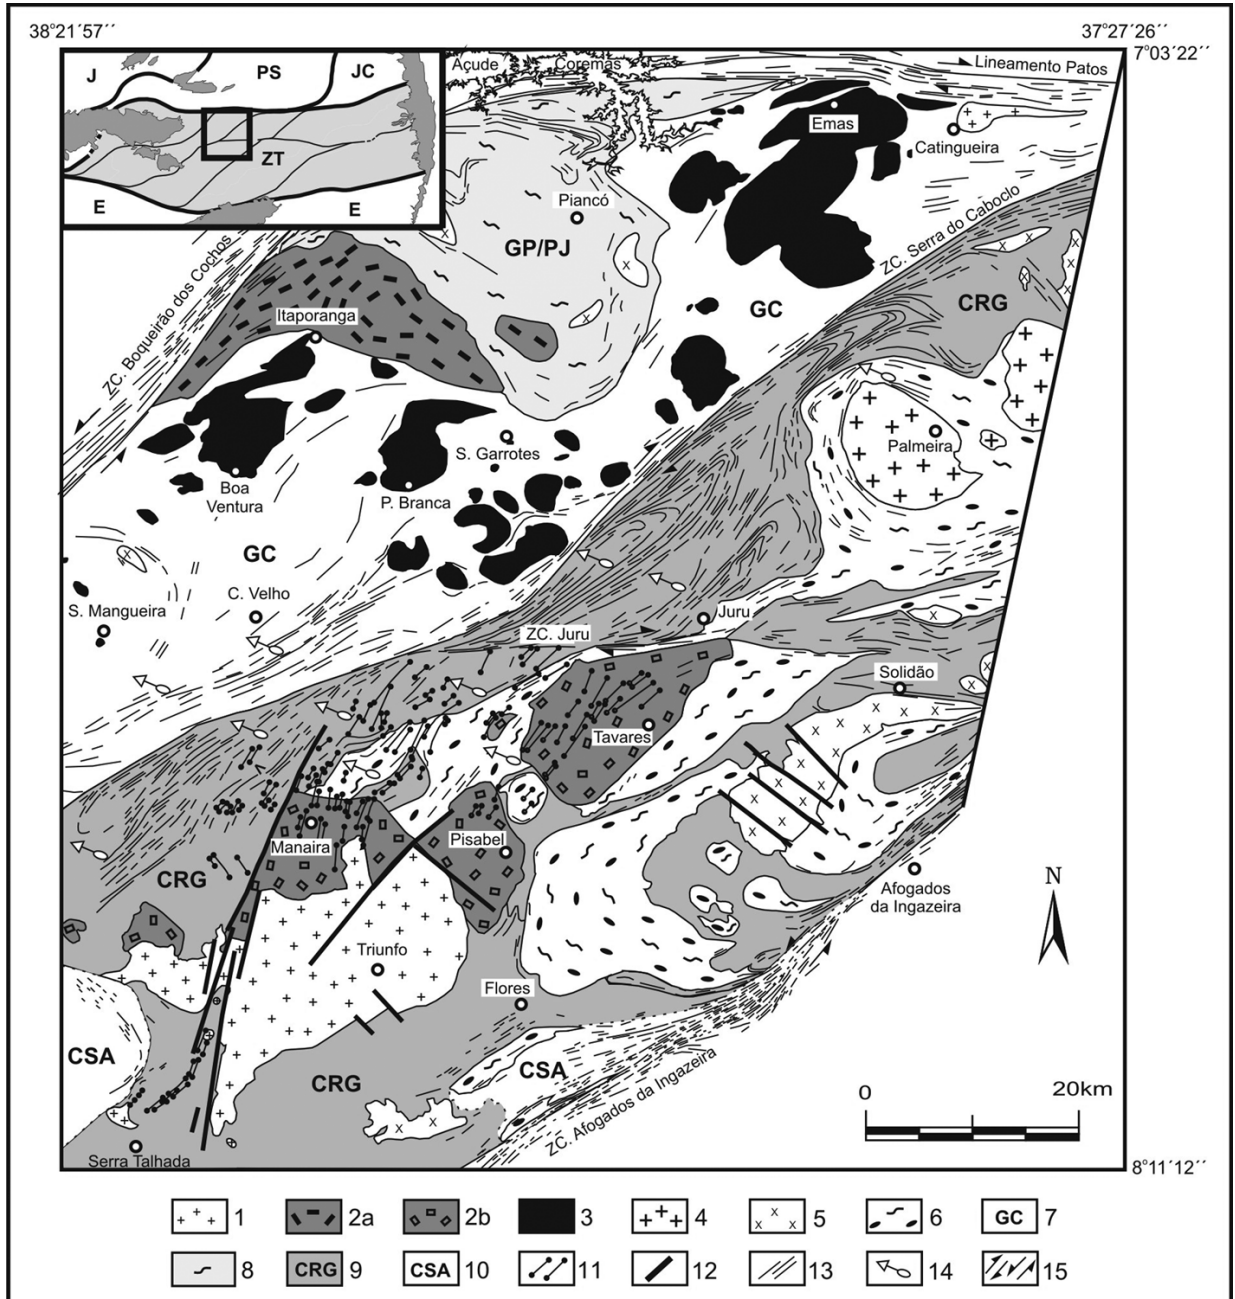 38°21´57´´
37°27´26´´
7°03´22´´
J
PS
JC
ZT
E
E
Açude
Coremas
Lineamento Patos
Emas
Catingueira
Piancó
ZC. Serra do Caboclo
GP/PJ
ZC. Boqueirão dos Cochos
CRG
Itaporanga
GC
Palmeira
S. Garrotes
Boa
Ventura
P. Branca
GC
C. Velho
S. Mangueira
Juru
ZC. Juru
Solidão
Tavares
Manaira
Pisabel
CRG
Afogados
da Ingazeira
N
Triunfo
Flores
CSA
CSA
CRG
ZC. Afogados da Ingazeira
0
20km
Serra Talhada
8°11´12´´
1
2a
2b
3
4
5
6
GC 7
8
CRG 9
CSA 10
11
12
13
14
15